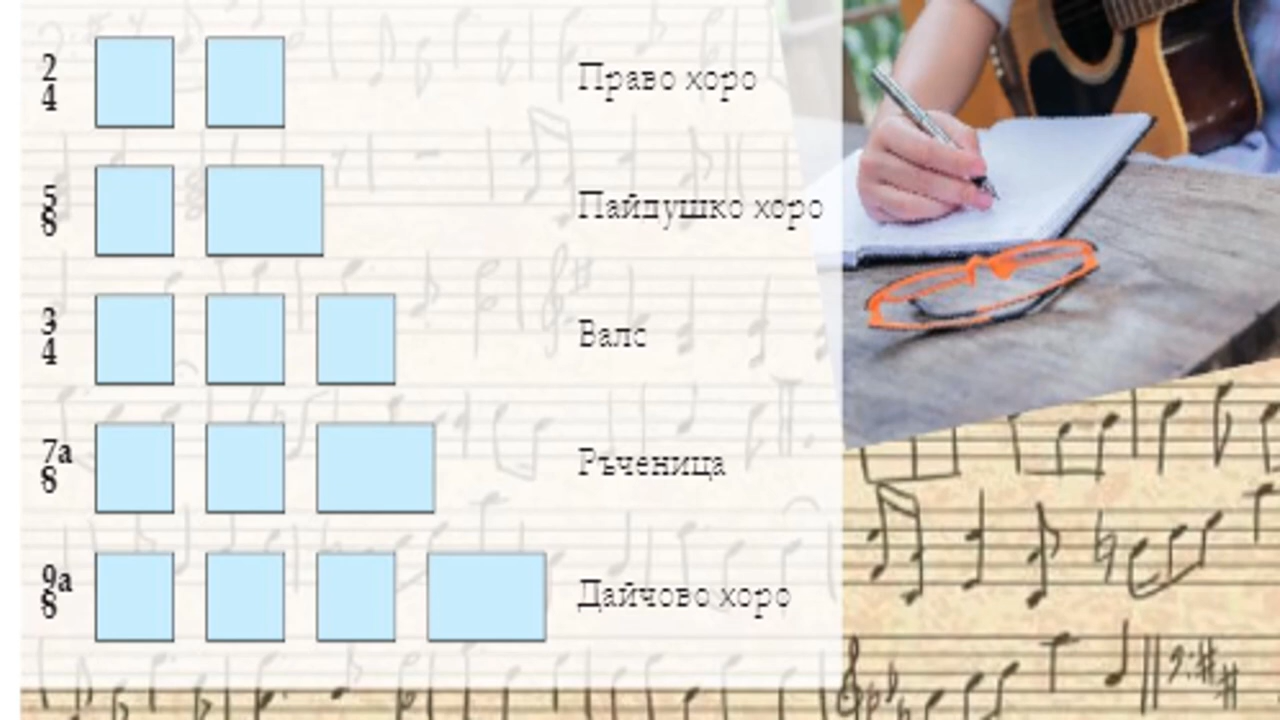 2
4
Право хоро
5
8
Пайдушко хоро
3
4
Валс
7а
8
Ръченица
9а
8
Дайчово хоро